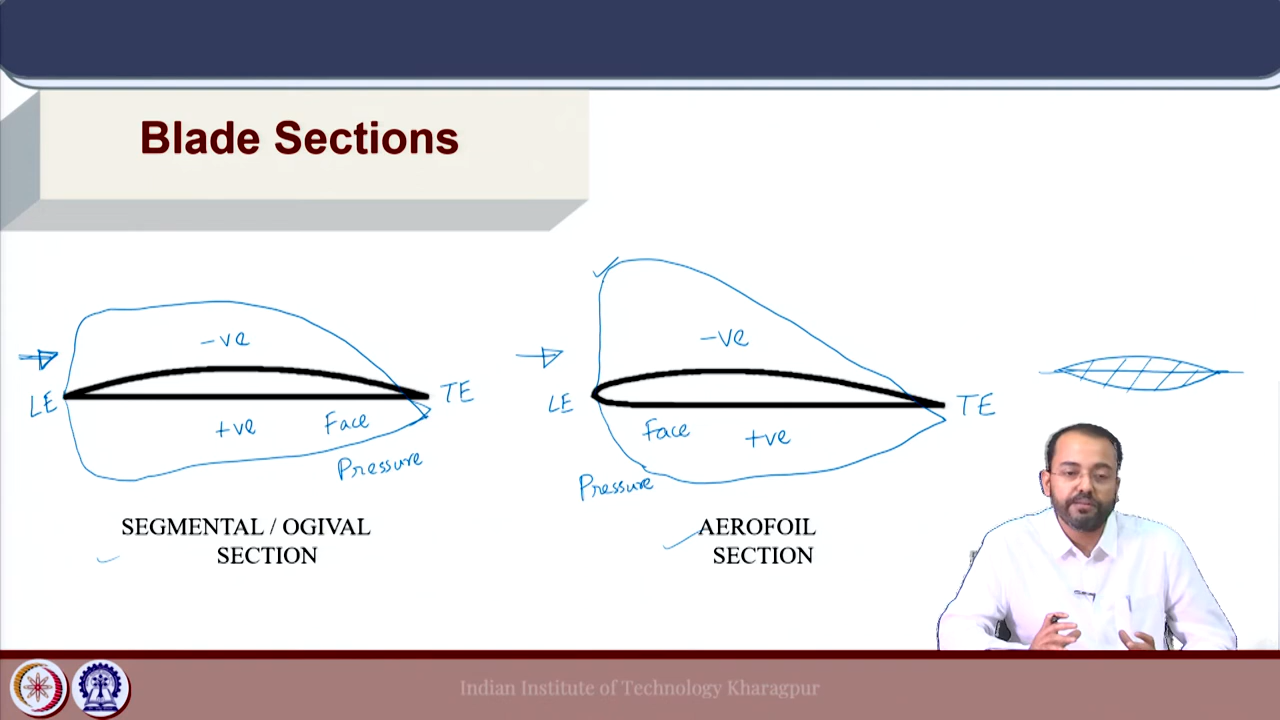 Blade Sections
-ve
LE
TE
+ve
Face
Pressure
SEGMENTAL / OGIVAL
SECTION
-ve
LE
TE
Face
+ve
Pressure
AEROFOIL
SECTION
Indian Institute of Technology Kharagpur